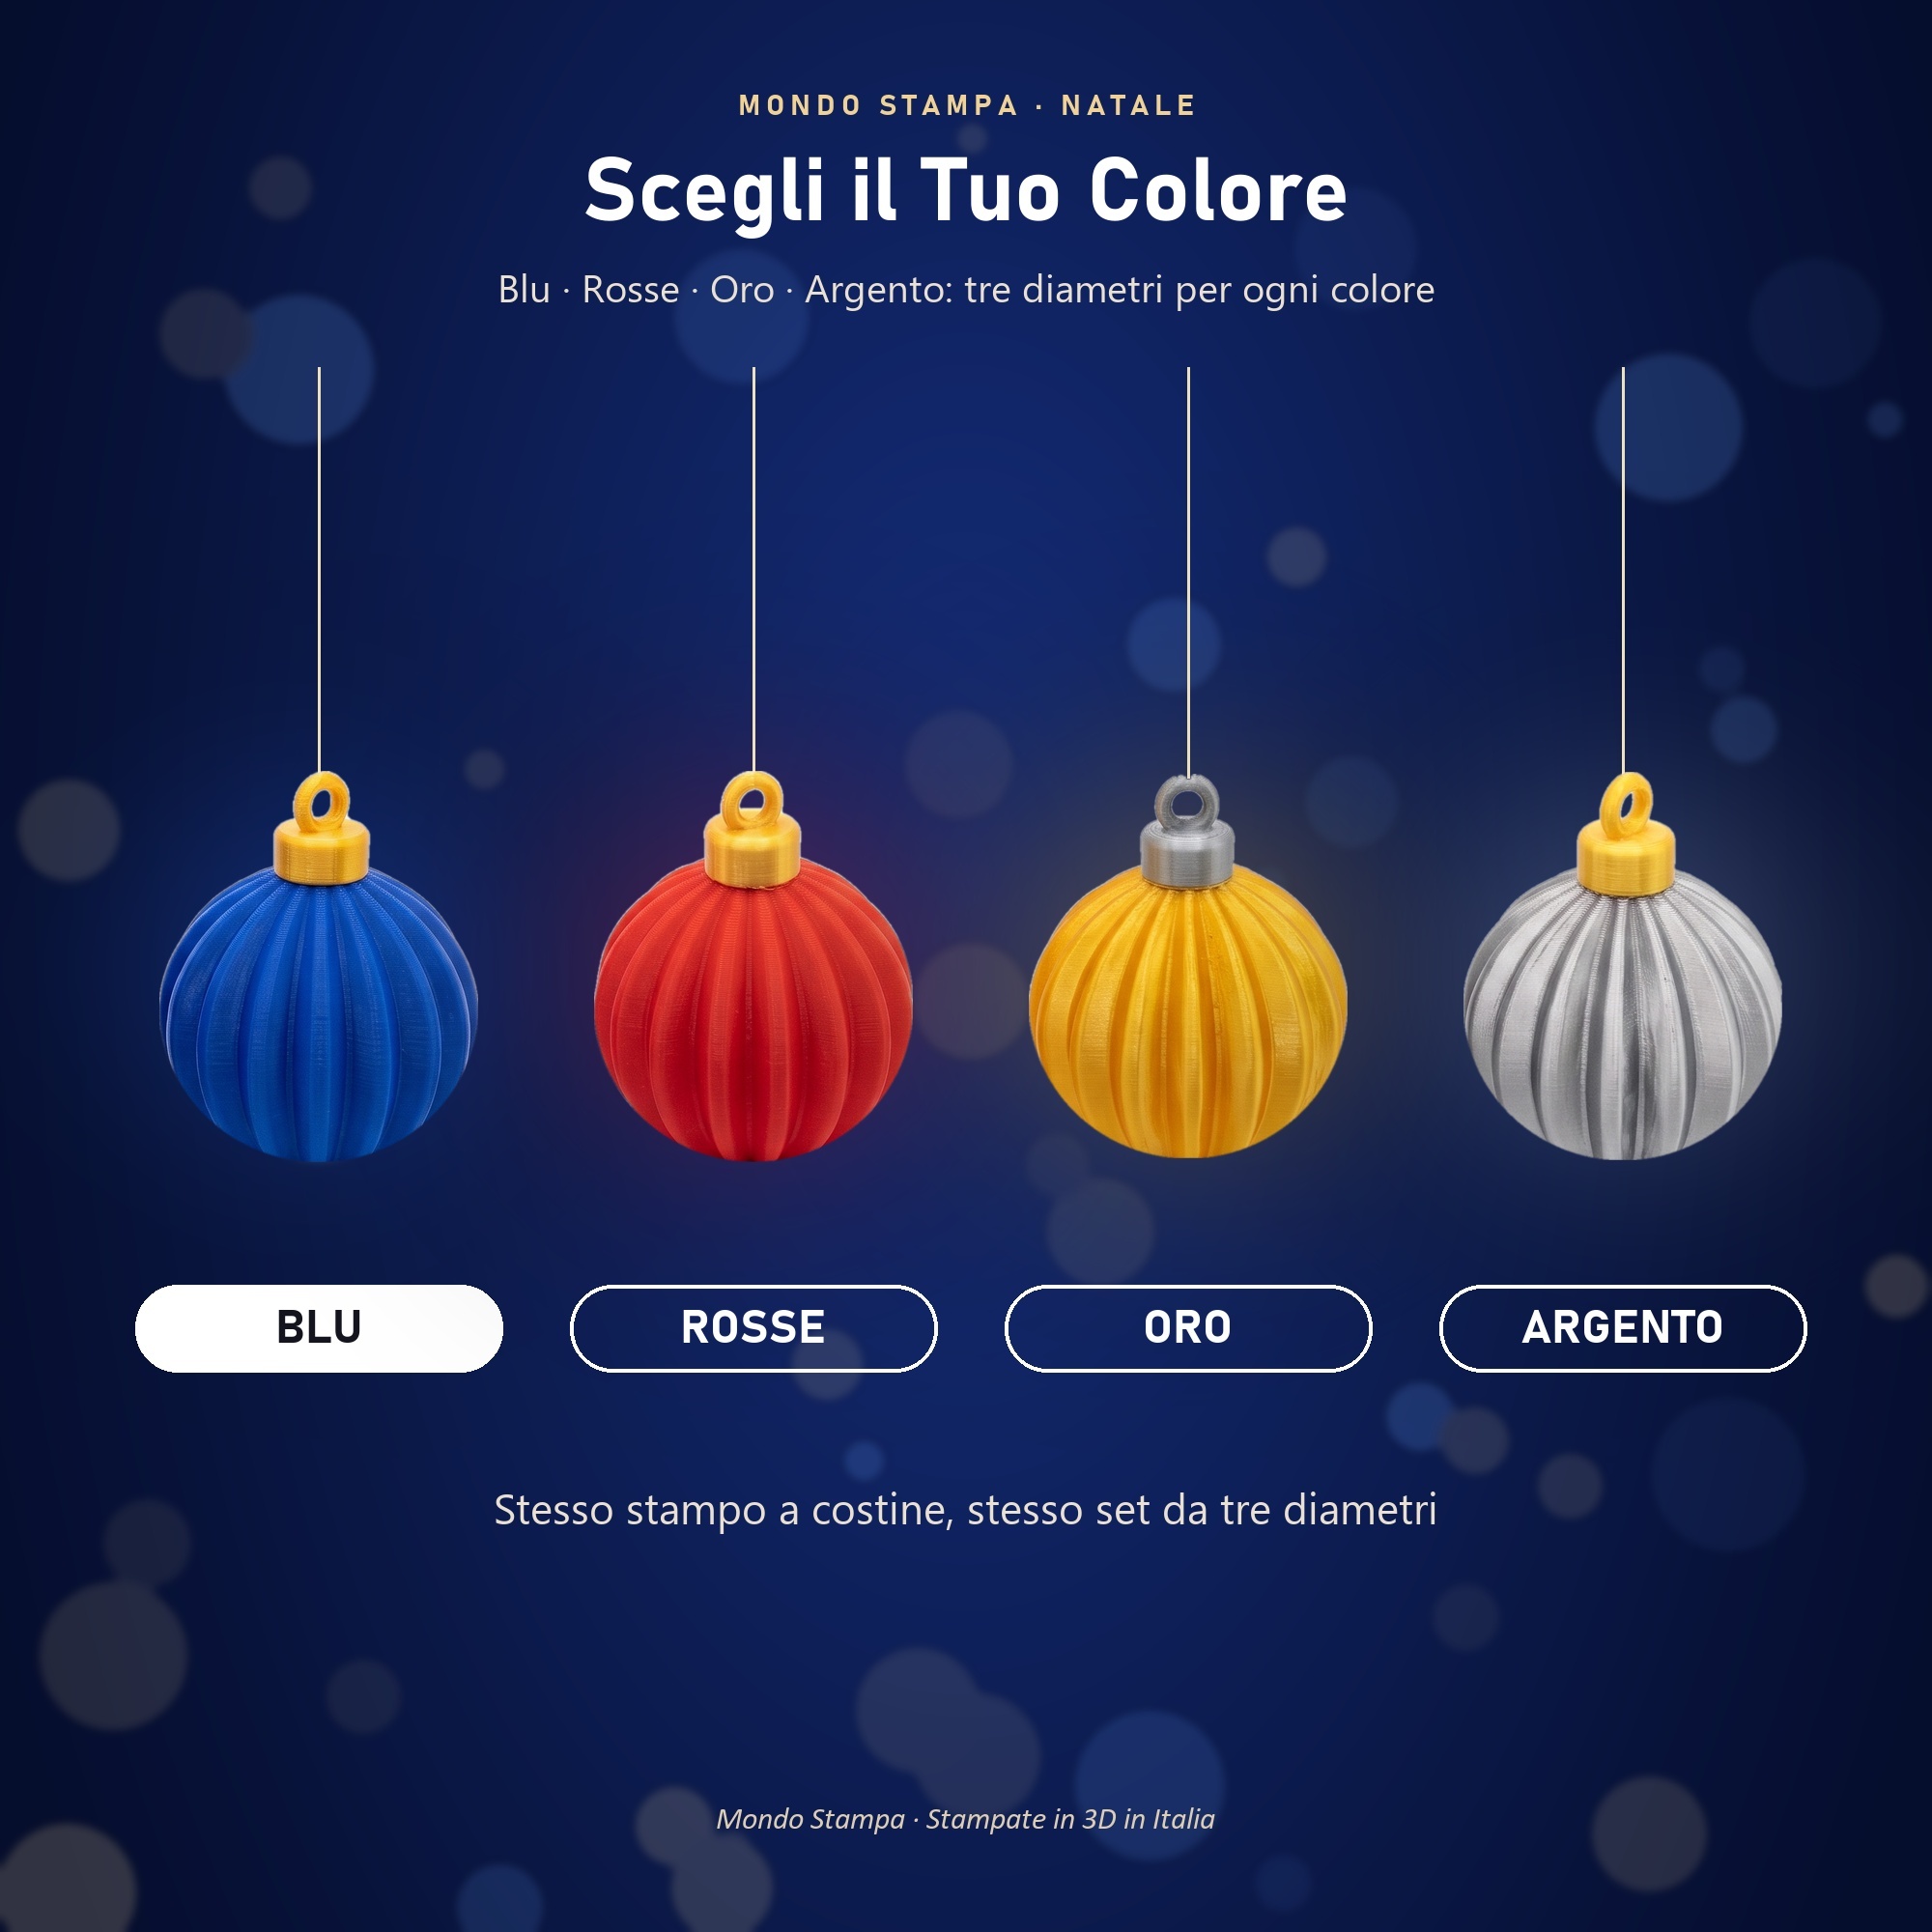 MONDO STAMPA · NATALE
Scegli il Tuo Colore
Blu · Rosse · Oro · Argento: tre diametri per ogni colore
BLU
ROSSE
ORO
ARGENTO
Stesso stampo a costine, stesso set da tre diametri
Mondo Stampa · Stampate in 3D in Italia